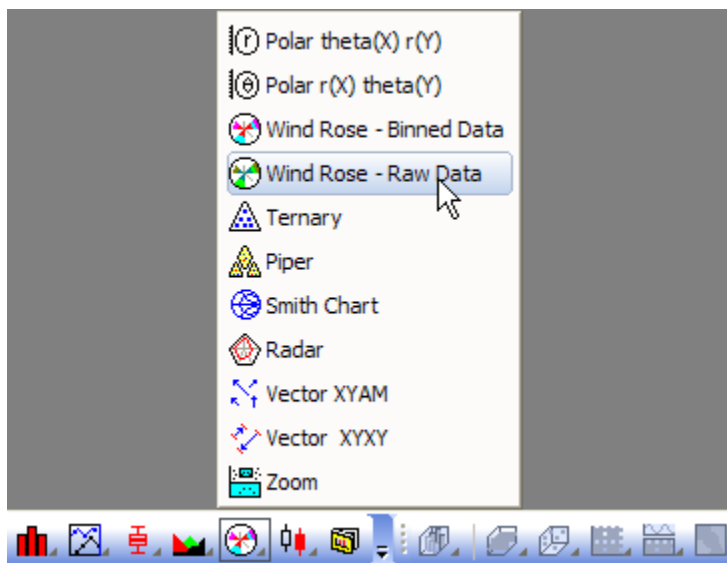 Polar theta(X) r(Y)
Polar r(X) theta(Y)
Wind Rose - Binned Data
Wind Rose - Raw Data
Ternary
Piper
Smith Chart
Radar
Vector XYAM
Vector  XYXY
Zoom